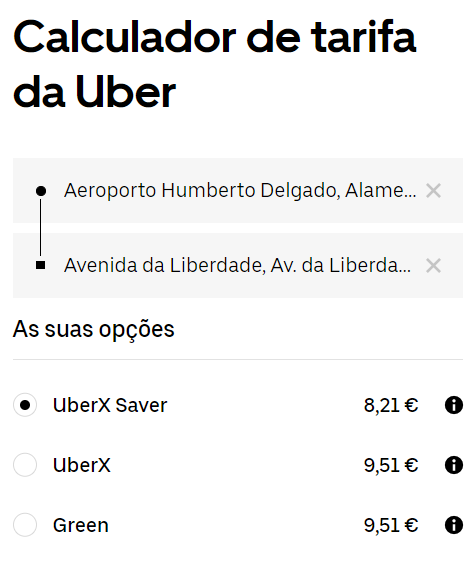 Calculador de tarifa
da Uber
Aeroporto Humberto Delgado, Alame...
Avenida da Liberdade, Av. da Liberda...
As suas opções
UberX Saver 8,21 €
UberX 9,51 €
Green 9,51 €